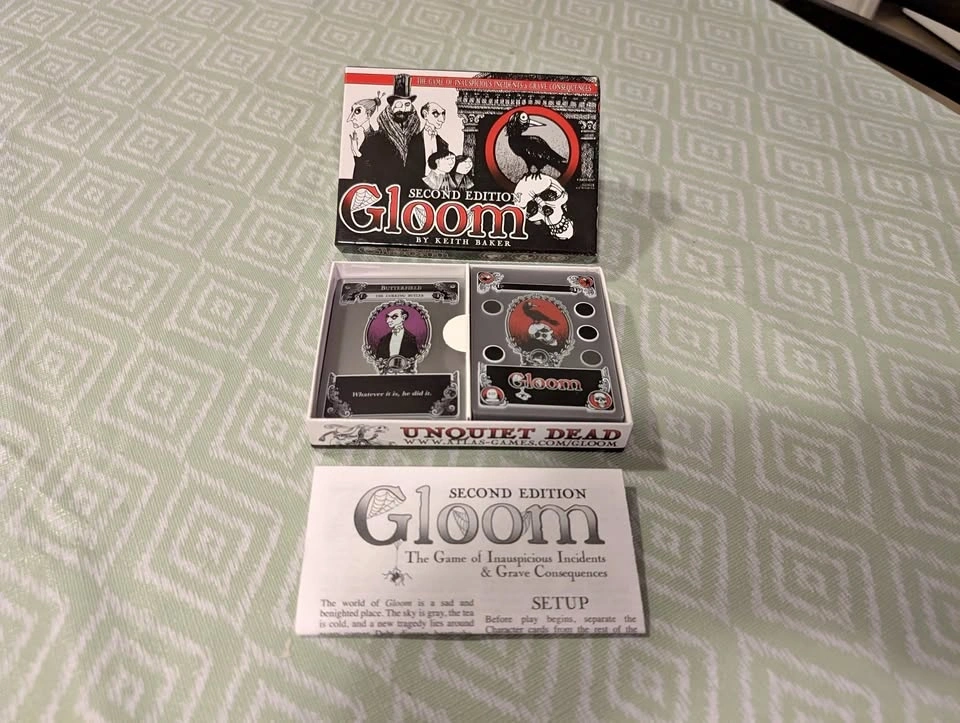 THE GAME OF INAUSPICIOUS INCIDENTS & GRAVE CONSEQUENCES
SECOND EDITION
Gloom
BY KEITH BAKER
BUTTERFIELD
THE LURKING BUTLER
Whatever it is, he did it.
Gloom
UNQUIET DEAD
WWW.ATLAS-GAMES.COM/GLOOM
SECOND EDITION
Gloom
The Game of Inauspicious Incidents
& Grave Consequences
The world of Gloom is a sad and
benighted place. The sky is gray, the tea
is cold, and a new tragedy lies around
SETUP
Before play begins, separate the
Character cards from the rest of the